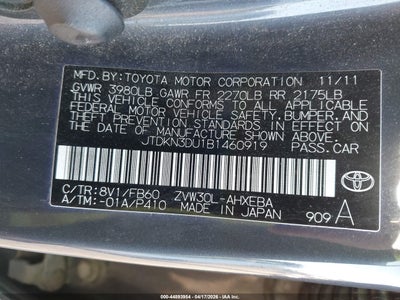 MFD. BY: TOYOTA MOTOR CORPORATION 11/11
GVWR 3980LB GAWR FR 2270LB RR 2175LB
THIS VEHICLE CONFORMS TO ALL APPLICABLE
FEDERAL MOTOR VEHICLE SAFETY, BUMPER, AND
THEFT PREVENTION STANDARDS IN EFFECT ON
THE DATE OF MANUFACTURE SHOWN ABOVE.
JTDKN3DU1B1460919 PASS.CAR
C/TR: 8V1/FB60 ZVW30L-AHXEBA
A/TM: -01A/P410 MADE IN JAPAN 909 A
TOYOTA
IMAGE: 44893954 - 04/17/2026 - IAA